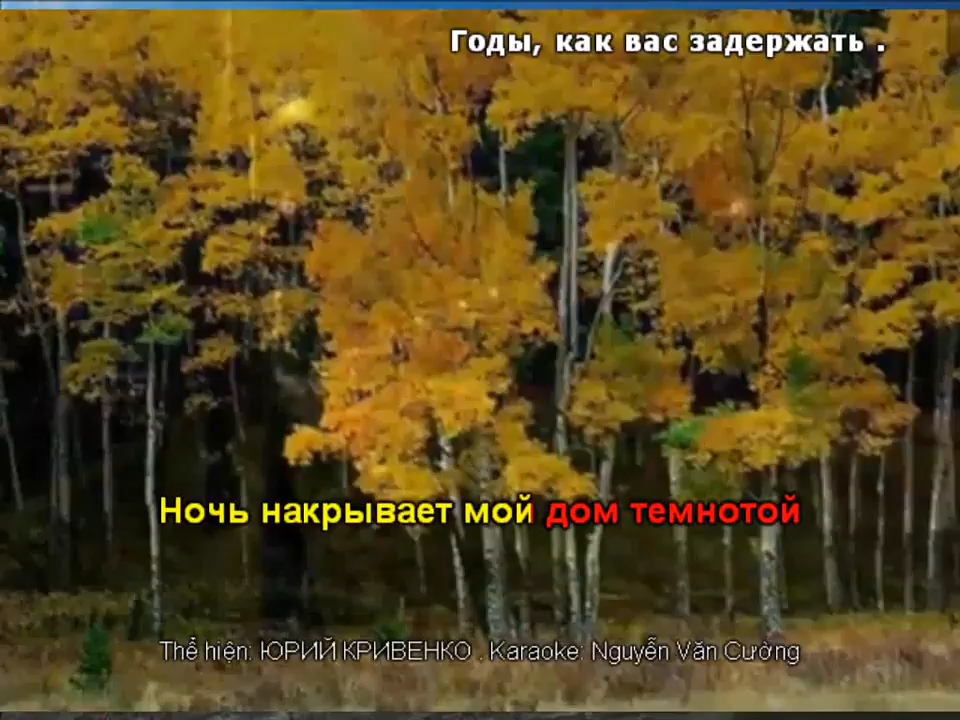 Годы, как вас задержать .
Ночь накрывает мой дом темнотой
Thể hiện: ЮРИЙ КРИВЕНКО . Karaoke: Nguyễn Văn Cường